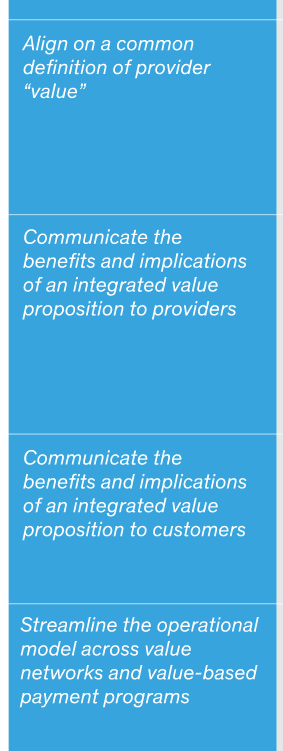 Align on a common
definition of provider
“value”
Communicate the
benefits and implications
of an integrated value
proposition to providers
Communicate the
benefits and implications
of an integrated value
proposition to customers
Streamline the operational
model across value
networks and value-based
payment programs